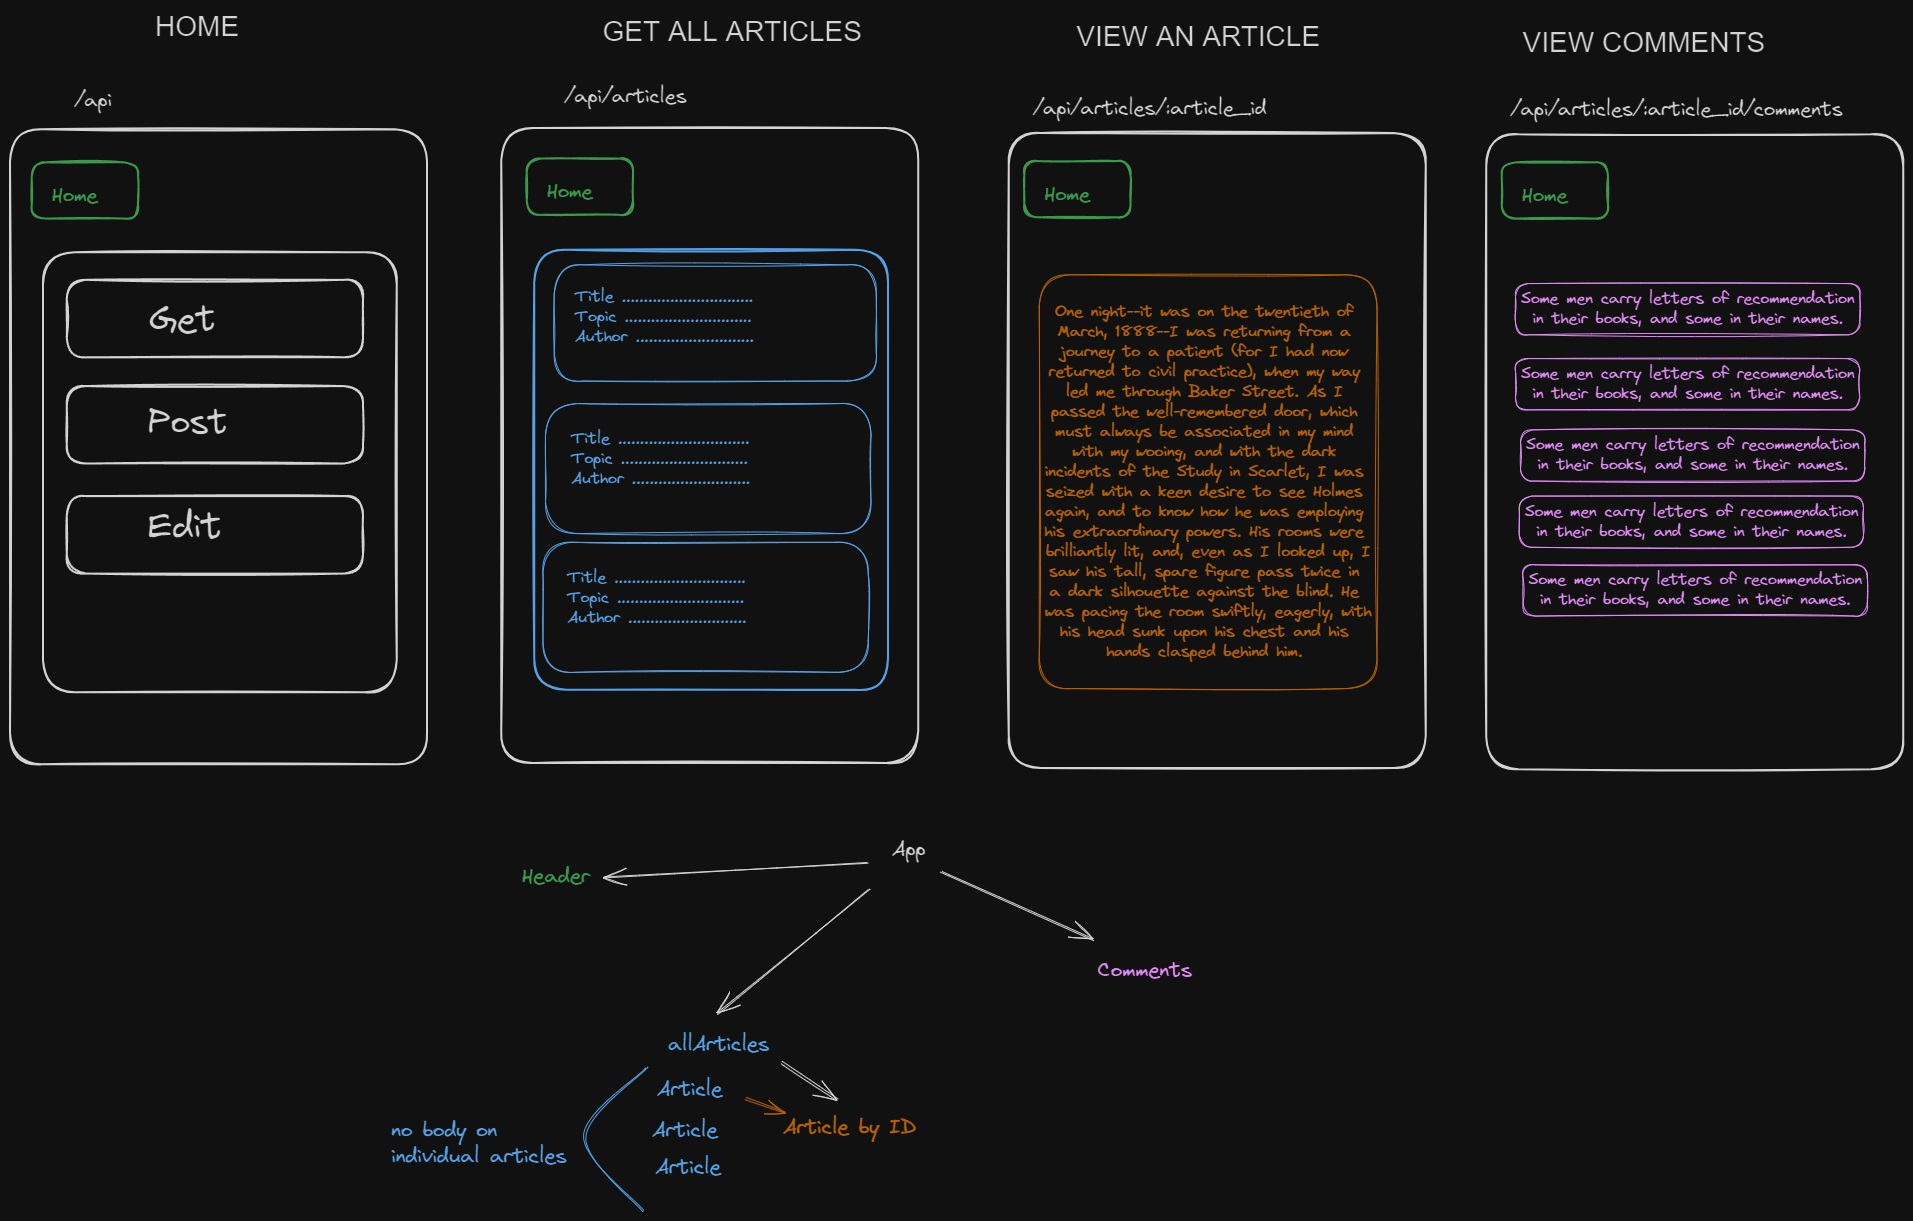 HOME
/api
Home
Get
Post
Edit
GET ALL ARTICLES
/api/articles
Home
Title ..............................
Topic .............................
Author ...........................
Title ..............................
Topic .............................
Author ...........................
Title ..............................
Topic .............................
Author ...........................
VIEW AN ARTICLE
/api/articles/:article_id
Home
One night--it was on the twentieth of
March, 1888--I was returning from a
journey to a patient (for I had now
returned to civil practice), when my way
led me through Baker Street. As I
passed the well-remembered door, which
must always be associated in my mind
with my wooing, and with the dark
incidents of the Study in Scarlet, I was
seized with a keen desire to see Holmes
again, and to know how he was employing
his extraordinary powers. His rooms were
brilliantly lit, and, even as I looked up, I
saw his tall, spare figure pass twice in
a dark silhouette against the blind. He
was pacing the room swiftly, eagerly, with
his head sunk upon his chest and his
hands clasped behind him.
VIEW COMMENTS
/api/articles/:article_id/comments
Home
Some men carry letters of recommendation
in their books, and some in their names.
Some men carry letters of recommendation
in their books, and some in their names.
Some men carry letters of recommendation
in their books, and some in their names.
Some men carry letters of recommendation
in their books, and some in their names.
Some men carry letters of recommendation
in their books, and some in their names.
App
Header
Comments
allArticles
Article
Article by ID
Article
Article
no body on
individual articles